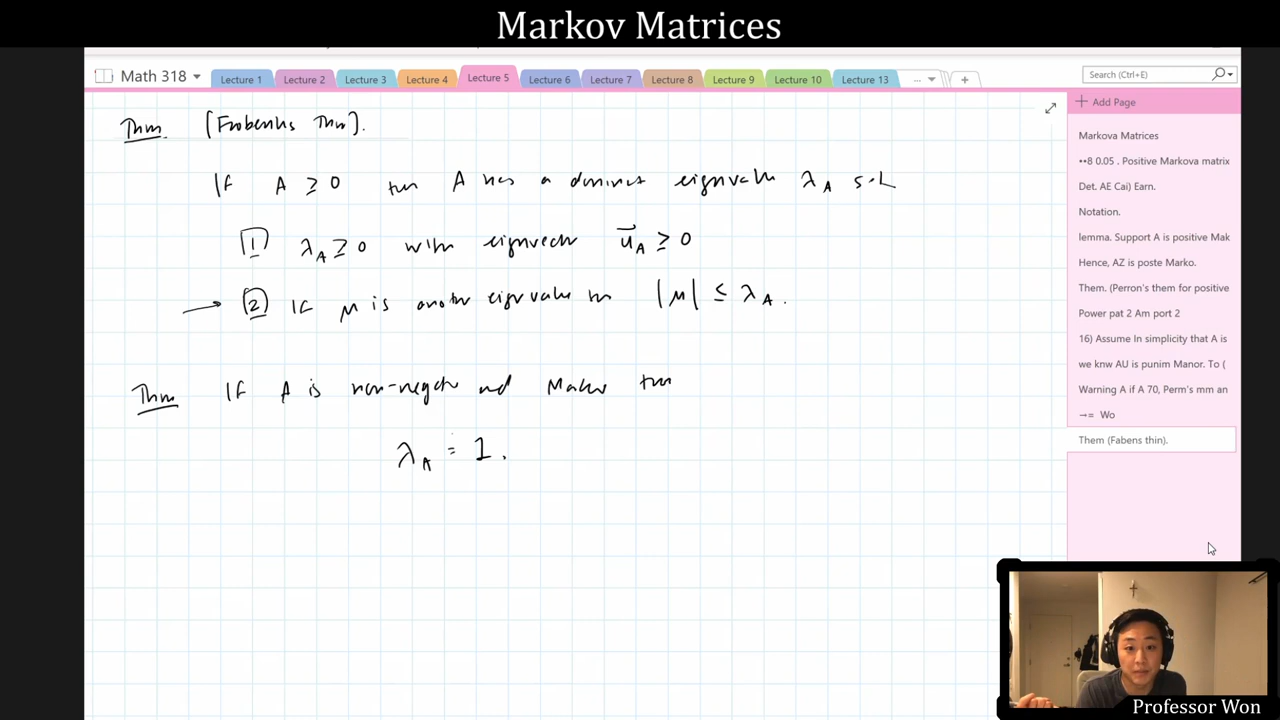 Markov Matrices
Math 318
Lecture 1
Lecture 2
Lecture 3
Lecture 4
Lecture 5
Lecture 6
Lecture 7
Lecture 8
Lecture 9
Lecture 10
Lecture 13
...
Search (Ctrl+E)
Add Page
Thm [Frobenius Thm].
If A ≥ 0 then A has a dominant eigenvalue λ_A s.t
[1] λ_A ≥ 0 with eigenvector u_A ≥ 0
→ [2] If μ is another eigenvalue then |μ| ≤ λ_A.
Thm If A is non-negative and Markov then
λ_A = 1.
Markova Matrices
**8 0.05 . Positive Markova matrix
Det. AE Cai) Earn.
Notation.
lemma. Support A is positive Mak
Hence, AZ is poste Marko.
Them. (Perron's them for positive
Power pat 2 Am port 2
16) Assume In simplicity that A is
we knw AU is punim Manor. To (
Warning A if A 70, Perm's mm an
→= Wo
Them (Fabens thin).
Professor Won